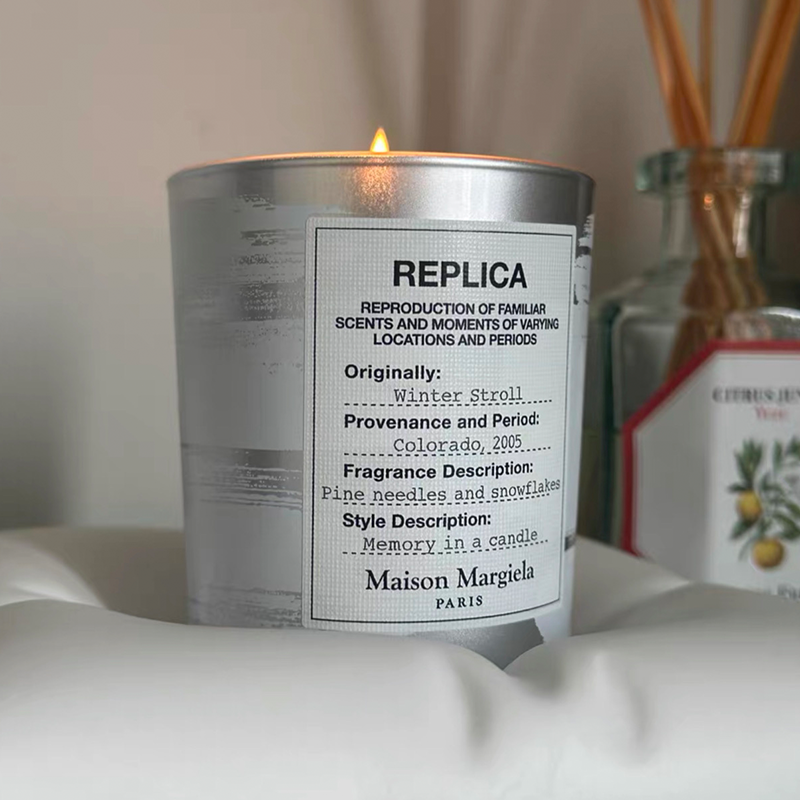 REPLICA
REPRODUCTION OF FAMILIAR
SCENTS AND MOMENTS OF VARYING
LOCATIONS AND PERIODS
Originally:
Winter Stroll
Provenance and Period:
Colorado, 2005
Fragrance Description:
Pine needles and snowflakes
Style Description:
Memory in a candle
Maison Margiela
PARIS
CITRUS